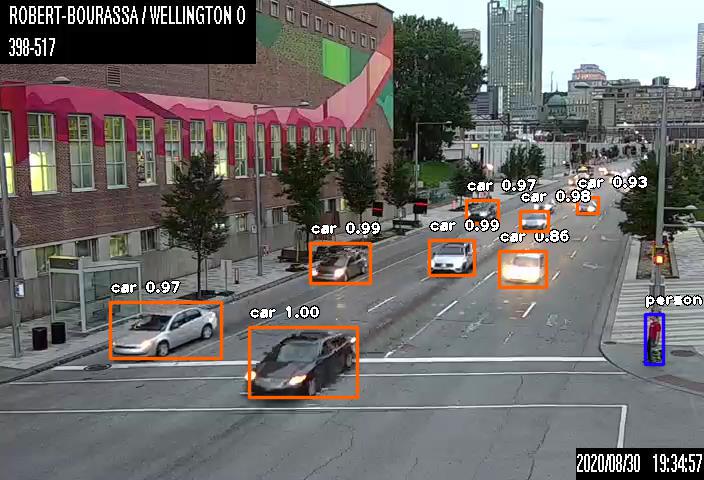 ROBERT-BOURASSA / WELLINGTON O
398-517
car 0.97
car 0.93
car 0.98
car 0.99
car 0.99
car 0.86
car 0.97
car 1.00
person
2020/08/30 19:34:57